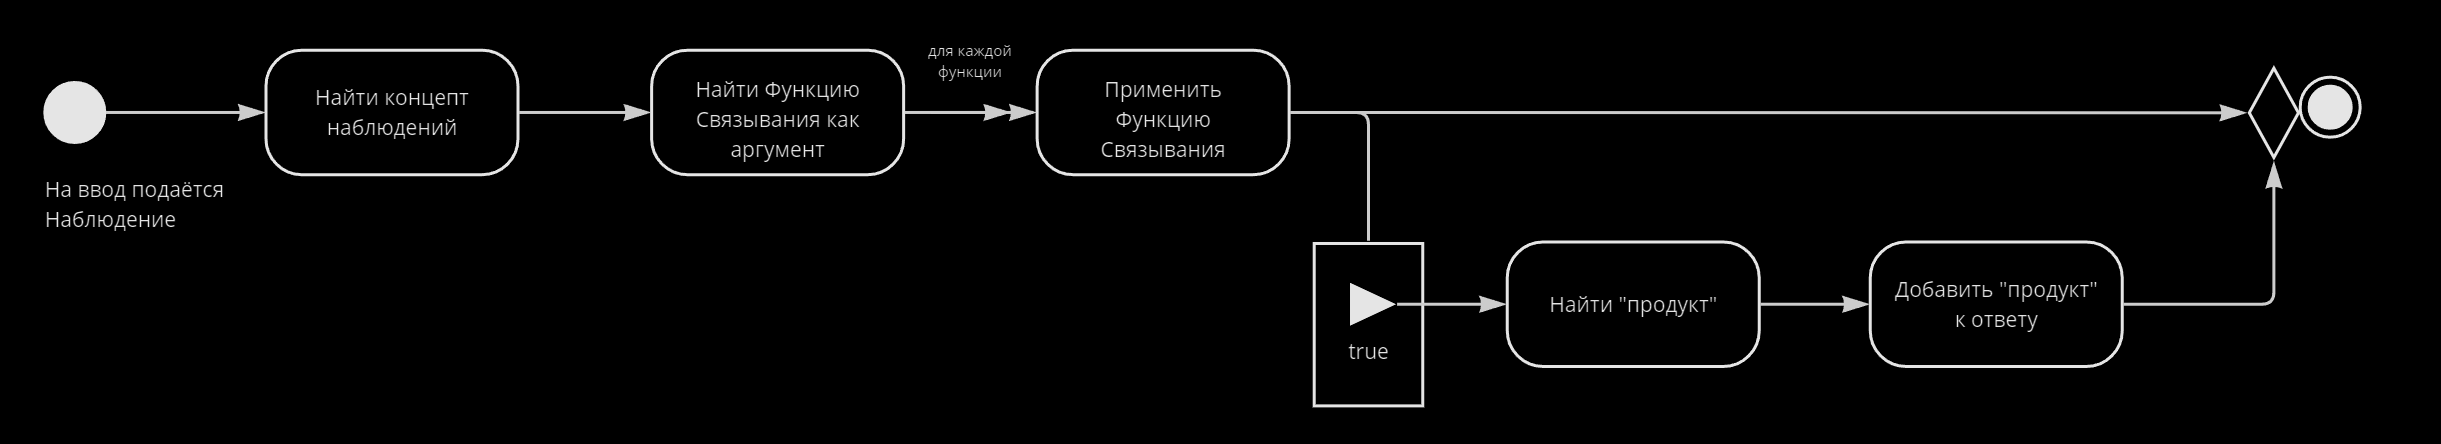 На ввод подаётся
Наблюдение
Найти концепт
наблюдений
Найти Функцию
Связывания как
аргумент
для каждой
функции
Применить
Функцию
Связывания
true
Найти "продукт"
Добавить "продукт"
к ответу